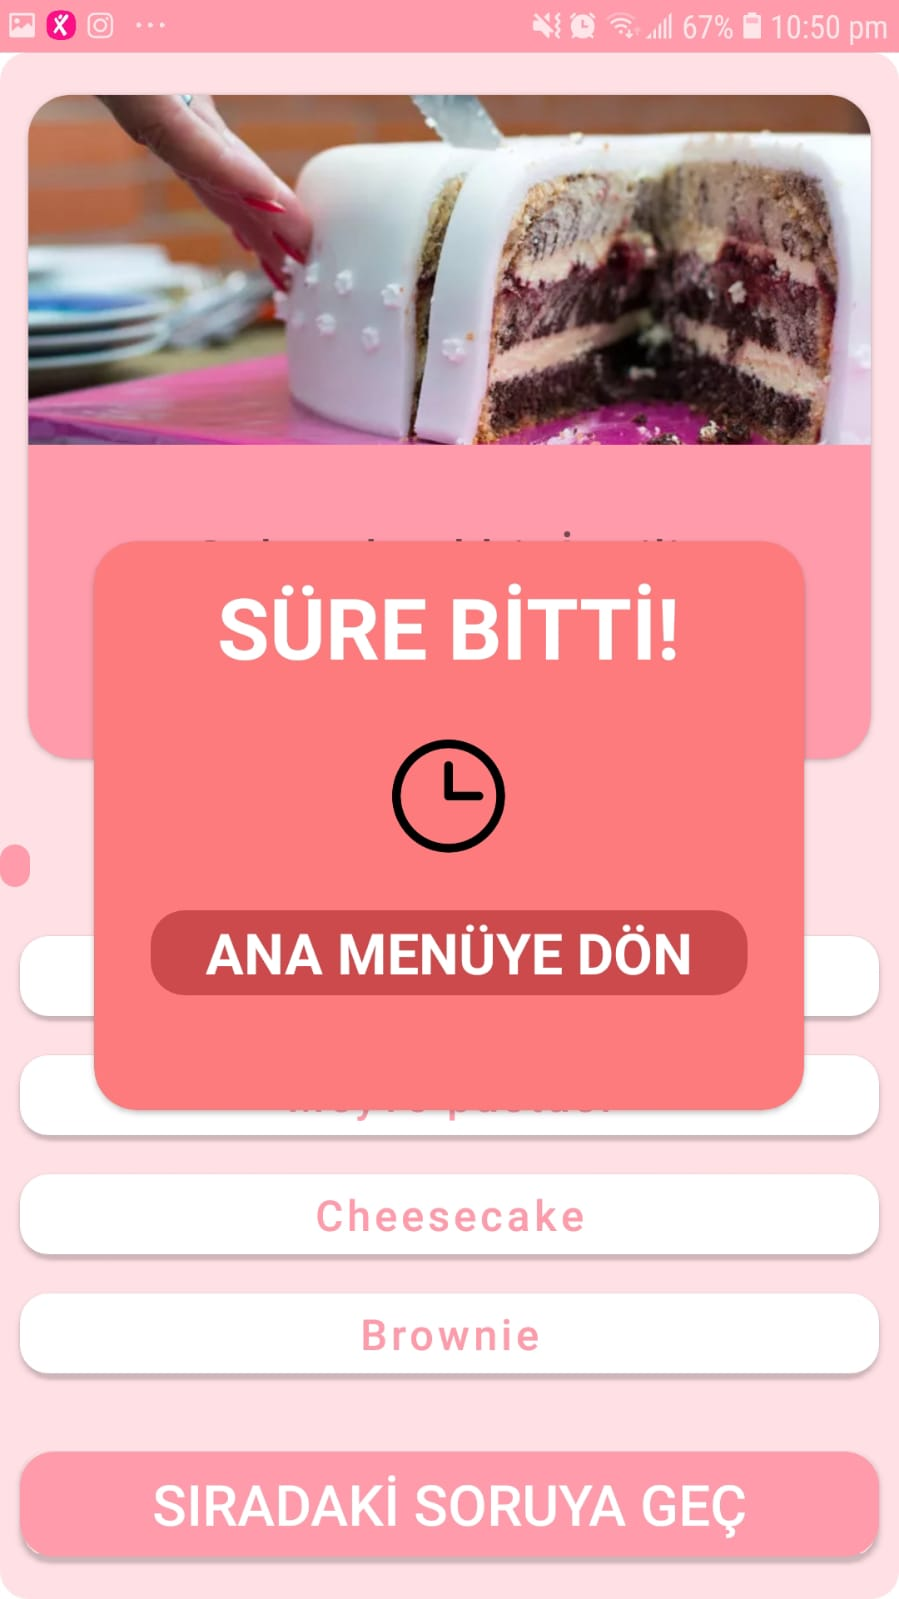 67% 10:50 pm
SÜRE BİTTİ!
ANA MENÜYE DÖN
Cheesecake
Brownie
SIRADAKİ SORUYA GEÇ